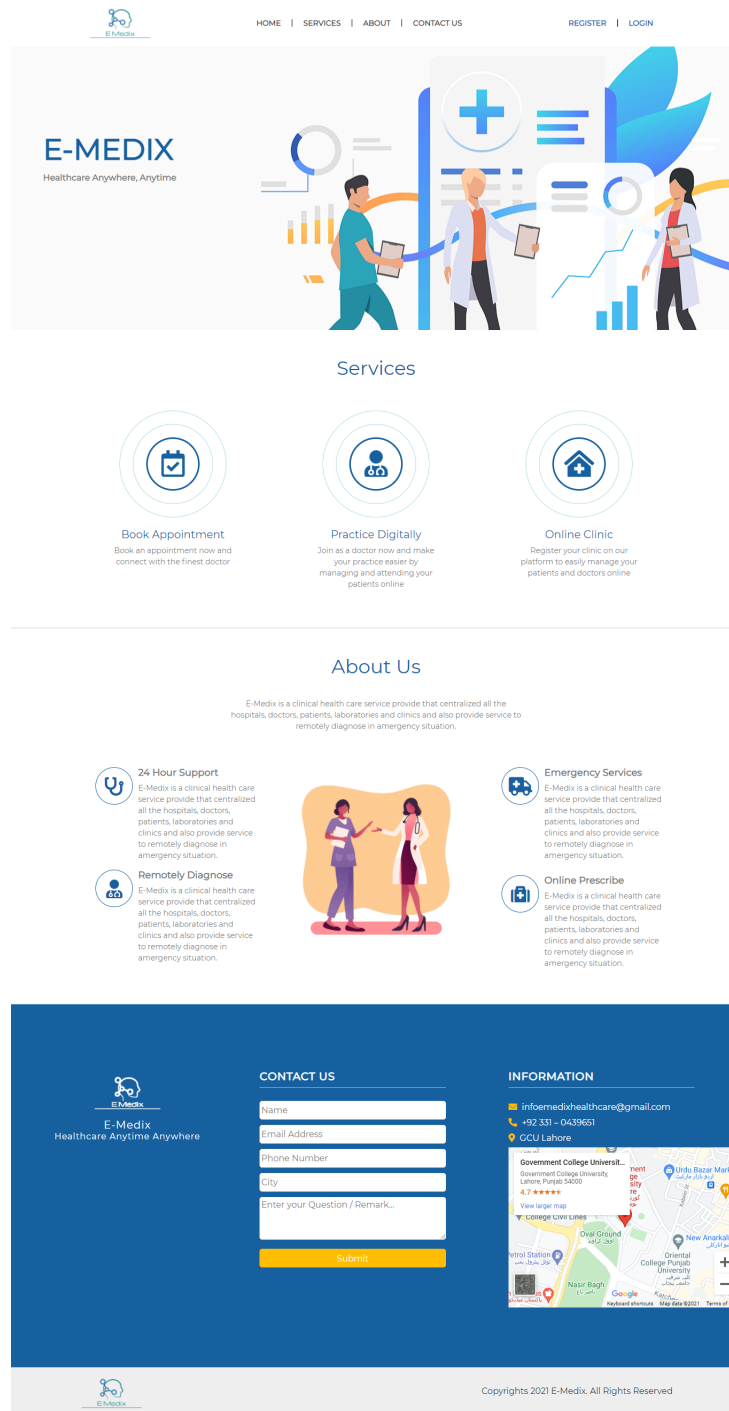 E-Medix
HOME | SERVICES | ABOUT | CONTACT US
REGISTER | LOGIN
E-MEDIX
Healthcare Anywhere, Anytime
Services
Book Appointment
Book an appointment now and
connect with the finest doctor
Practice Digitally
Join as a doctor now and make
your practice easier by
managing and attending your
patients online
Online Clinic
Register your clinic on our
platform to easily manage your
patients and doctors online
About Us
E-Medix is a clinical health care service provide that centralized all the
hospitals, doctors, patients, laboratories and clinics and also provide service to
remotely diagnose in amergency situation.
24 Hour Support
E-Medix is a clinical health care
service provide that centralized
all the hospitals, doctors,
patients, laboratories and
clinics and also provide service
to remotely diagnose in
amergency situation.
Remotely Diagnose
E-Medix is a clinical health care
service provide that centralized
all the hospitals, doctors,
patients, laboratories and
clinics and also provide service
to remotely diagnose in
amergency situation.
Emergency Services
E-Medix is a clinical health care
service provide that centralized
all the hospitals, doctors,
patients, laboratories and
clinics and also provide service
to remotely diagnose in
amergency situation.
Online Prescribe
E-Medix is a clinical health care
service provide that centralized
all the hospitals, doctors,
patients, laboratories and
clinics and also provide service
to remotely diagnose in
amergency situation.
E-Medix
E-Medix
Healthcare Anytime Anywhere
CONTACT US
Name
Email Address
Phone Number
City
Enter your Question / Remark...
Submit
INFORMATION
infoemedixhealthcare@gmail.com
+92 331 – 0439651
GCU Lahore
Government College Universit...
Government College University,
Lahore, Punjab 54000
4.7
View larger map
Urdu Bazar Mark
اردو بازار مارکیٹ
College Civil Lines
Oval Ground
اوول گراؤنڈ
New Anarkali
Petrol Station
Oriental
College Punjab
University
Nasir Bagh
ناصر باغ
Google
Keyboard shortcuts Map data ©2021 Terms of
E-Medix
Copyrights 2021 E-Medix. All Rights Reserved